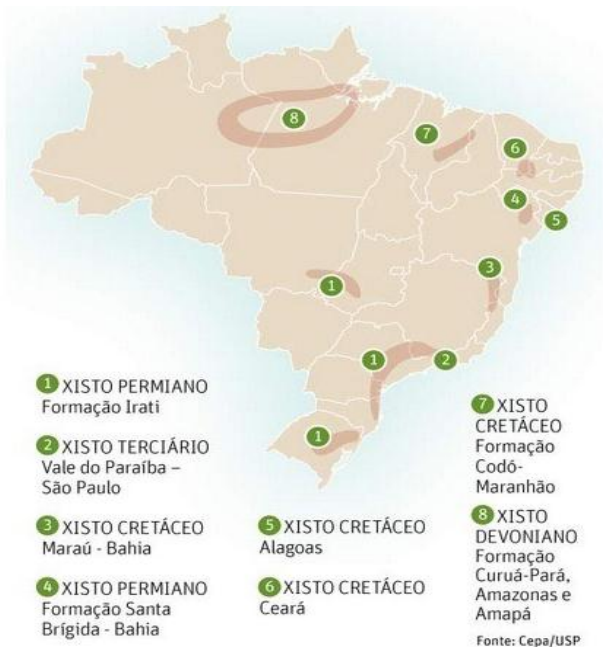 8
7
6
4
5
3
1
1
2
1
1 XISTO PERMIANO
Formação Irati
2 XISTO TERCIÁRIO
Vale do Paraíba –
São Paulo
3 XISTO CRETÁCEO
Maraú - Bahia
4 XISTO PERMIANO
Formação Santa
Brígida - Bahia
5 XISTO CRETÁCEO
Alagoas
6 XISTO CRETÁCEO
Ceará
7 XISTO
CRETÁCEO
Formação
Codó-
Maranhão
8 XISTO
DEVONIANO
Formação
Curuá-Pará,
Amazonas e
Amapá
Fonte: Cepa/USP